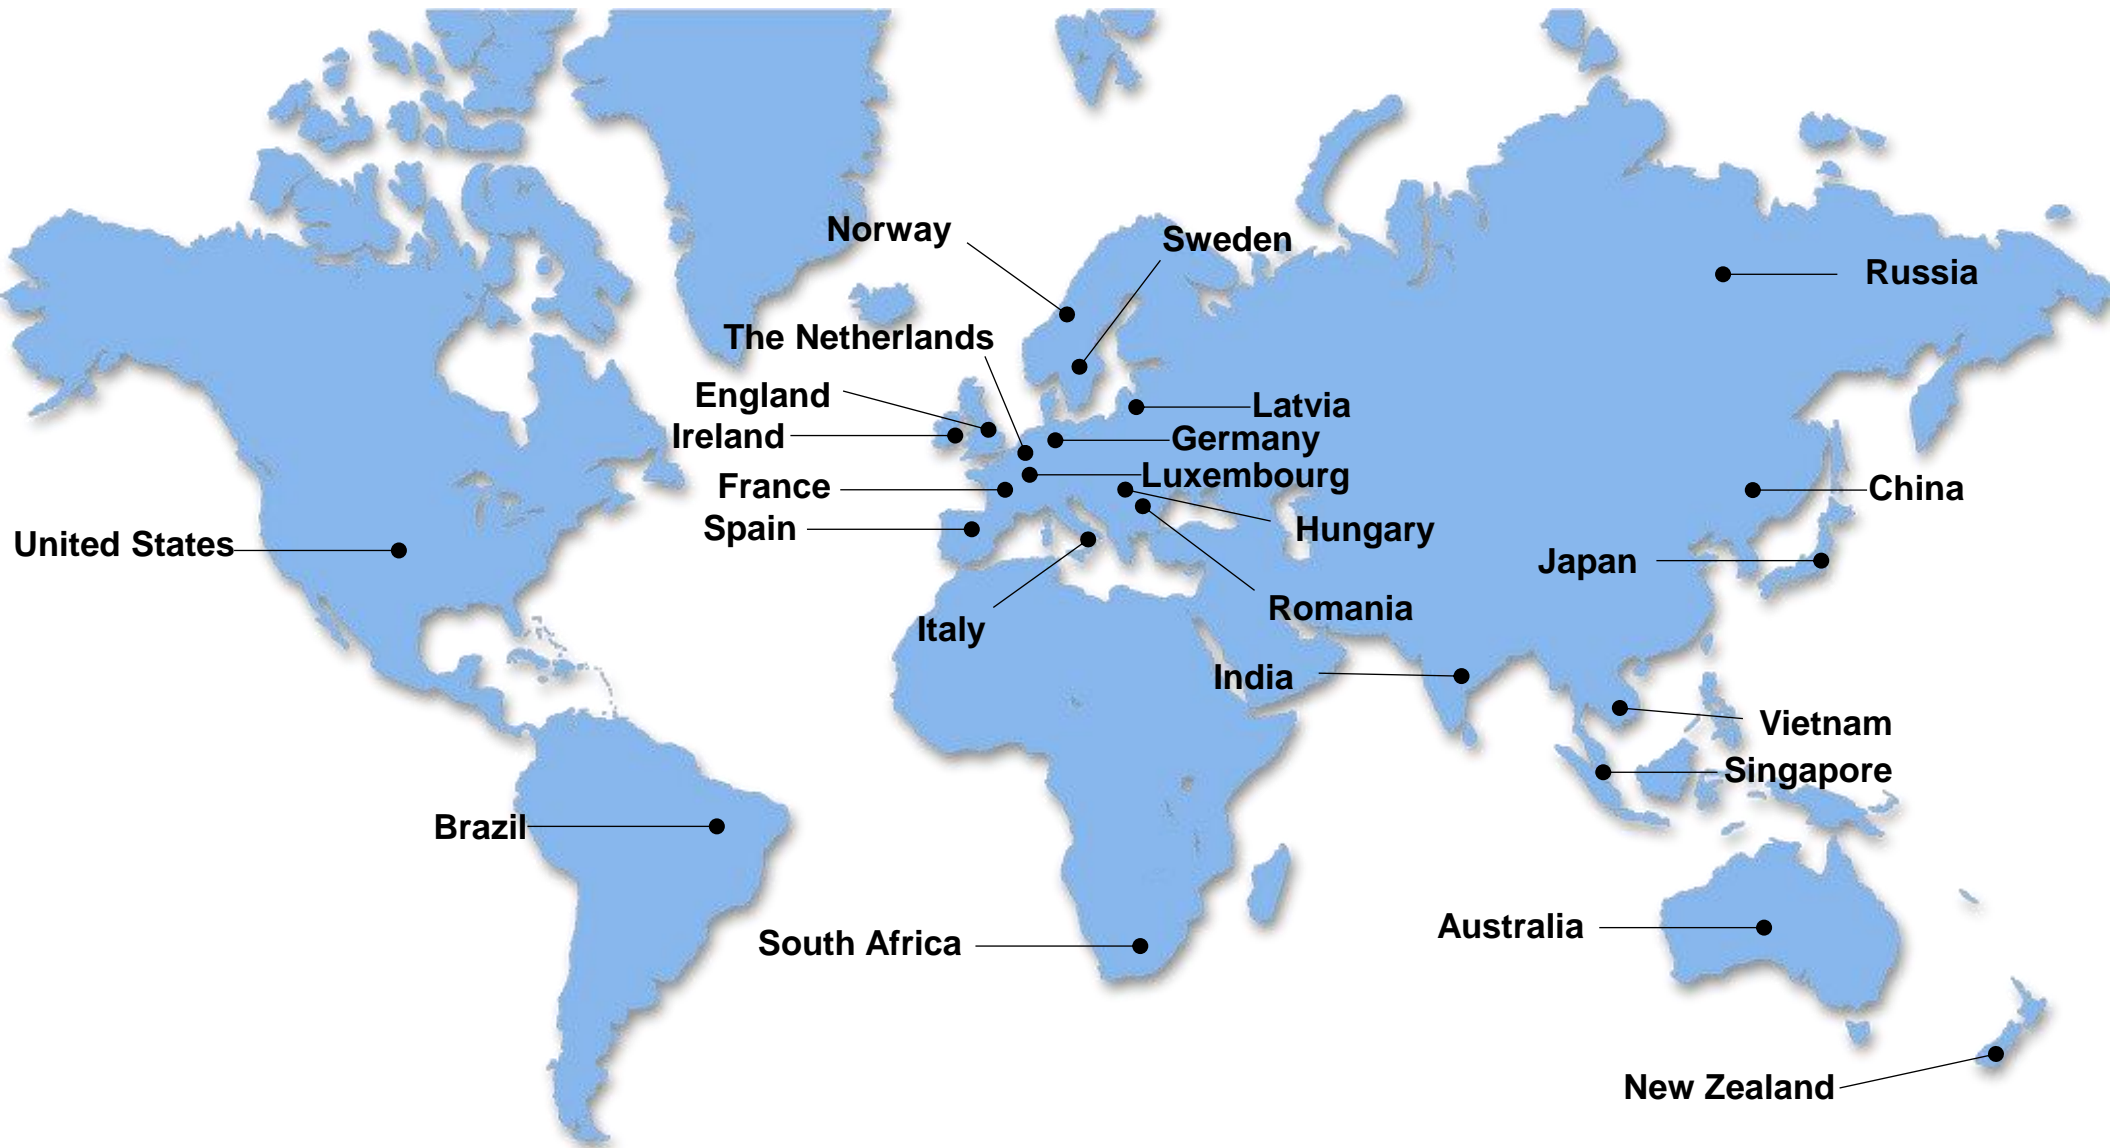 Norway
Sweden
Russia
The Netherlands
England
Latvia
Ireland
Germany
Luxembourg
France
China
Spain
Hungary
United States
Japan
Romania
Italy
India
Vietnam
Singapore
Brazil
Australia
South Africa
New Zealand